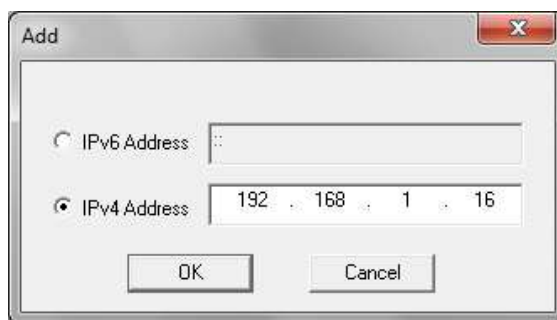 Add
IPv6 Address ::
IPv4 Address 192 . 168 . 1 . 16
OK Cancel